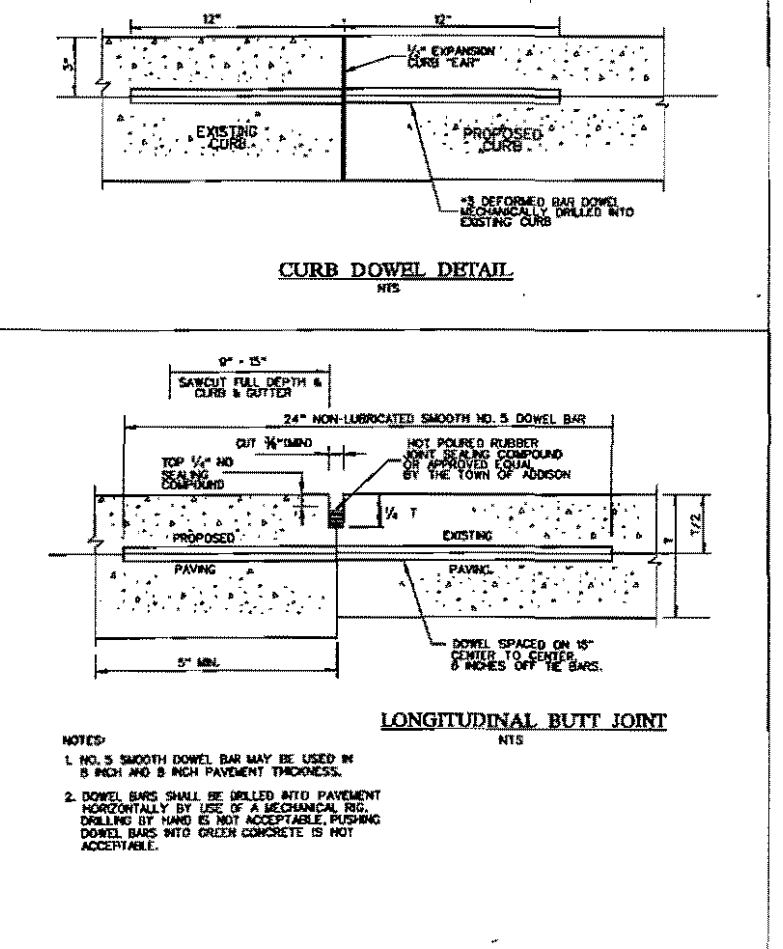 12" 12"
3"
½" EXPANSION
CURB "EAR"
EXISTING
CURB
PROPOSED
CURB
#3 DEFORMED BAR DOWEL
MECHANICALLY DRILLED INTO
EXISTING CURB
CURB DOWEL DETAIL
NTS
9" - 15"
SAWCUT FULL DEPTH &
CURB & GUTTER
24" NON-LUBRICATED SMOOTH NO. 5 DOWEL BAR
CUT ⅜"(MIN)
TOP ¼" NO
SEALING
COMPOUND
HOT POURED RUBBER
JOINT SEALING COMPOUND
OR APPROVED EQUAL
BY THE TOWN OF ADDISON
¼ T
T/2
T
PROPOSED
EXISTING
PAVING
PAVING
DOWEL SPACED ON 15"
CENTER TO CENTER,
6 INCHES OFF TIE BARS.
5" MIN.
LONGITUDINAL BUTT JOINT
NTS
NOTES:
1. NO. 5 SMOOTH DOWEL BAR MAY BE USED IN
INCH AND 8 INCH PAVEMENT THICKNESS.
2. DOWEL BARS SHALL BE DRILLED INTO PAVEMENT
HORIZONTALLY BY USE OF A MECHANICAL RIG.
DRILLING BY HAND IS NOT ACCEPTABLE, PUSHING
DOWEL BARS INTO GREEN CONCRETE IS NOT
ACCEPTABLE.